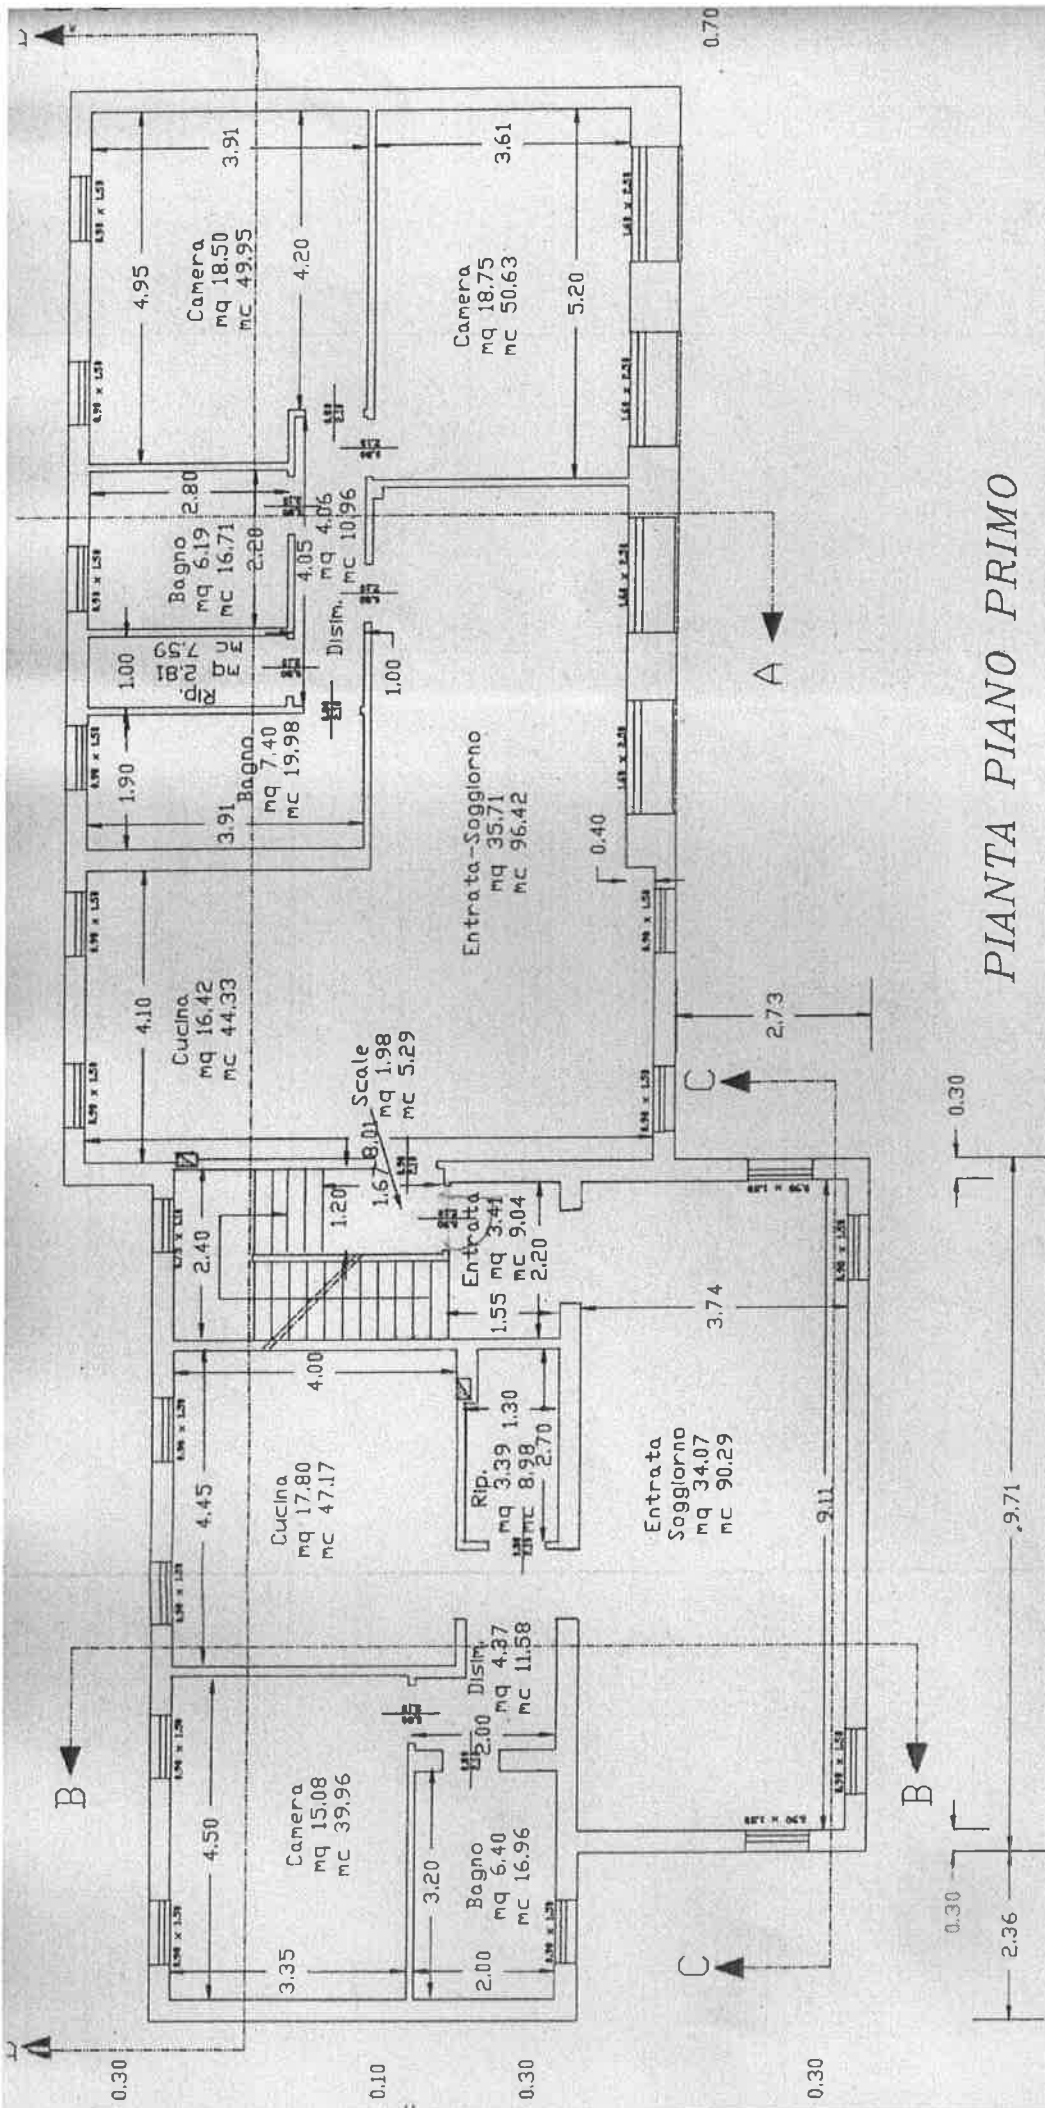 PIANTA PIANO PRIMO
Camera
mq 15.08
mc 39.96
4.50
3.35
Bagno
mq 6.40
mc 16.96
3.20
2.00
Disim.
mq 4.37
mc 11.58
2.00
Cucina
mq 17.80
mc 47.17
4.45
4.00
Rip.
mq 3.39
mc 8.98
1.30
2.70
Entrata
Soggiorno
mq 34.07
mc 90.29
9.11
3.74
Entrata
mq 3.41
mc 9.04
1.55
2.20
2.40
1.20
1.67
Scale
mq 1.98
mc 5.29
8.01
Cucina
mq 16.42
mc 44.33
4.10
Entrata-Soggiorno
mq 35.71
mc 96.42
0.40
Bagno
mq 7.40
mc 19.98
1.90
3.91
Rip.
mq 2.81
mc 7.59
1.00
Bagno
mq 6.19
mc 16.71
2.80
2.28
Disim.
mq 4.06
mc 10.96
4.05
1.00
Camera
mq 18.50
mc 49.95
4.95
3.91
4.20
Camera
mq 18.75
mc 50.63
3.61
5.20
0.70
A
B
B
C
C
2.73
0.30
9.71
0.30
2.36
0.30
0.10
0.30
0.30